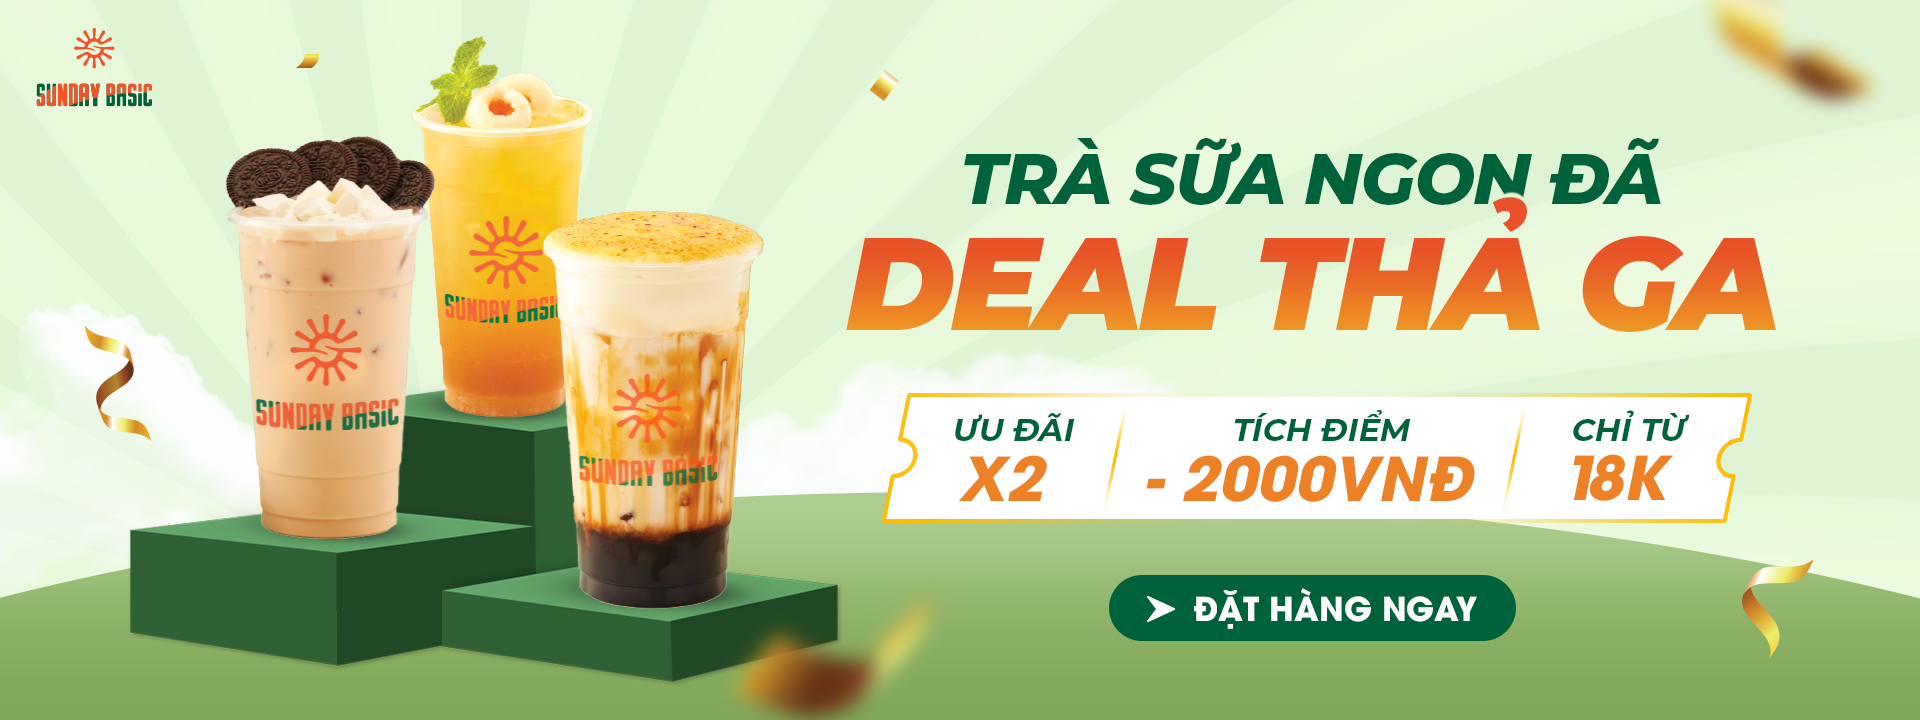 SUNDAY BASIC
TRÀ SỮA NGON ĐÃ
DEAL THẢ GA
SUNDAY BASIC
SUNDAY BASIC
SUNDAY BASIC
ƯU ĐÃI
X2
TÍCH ĐIỂM
- 2000VNĐ
CHỈ TỪ
18K
ĐẶT HÀNG NGAY